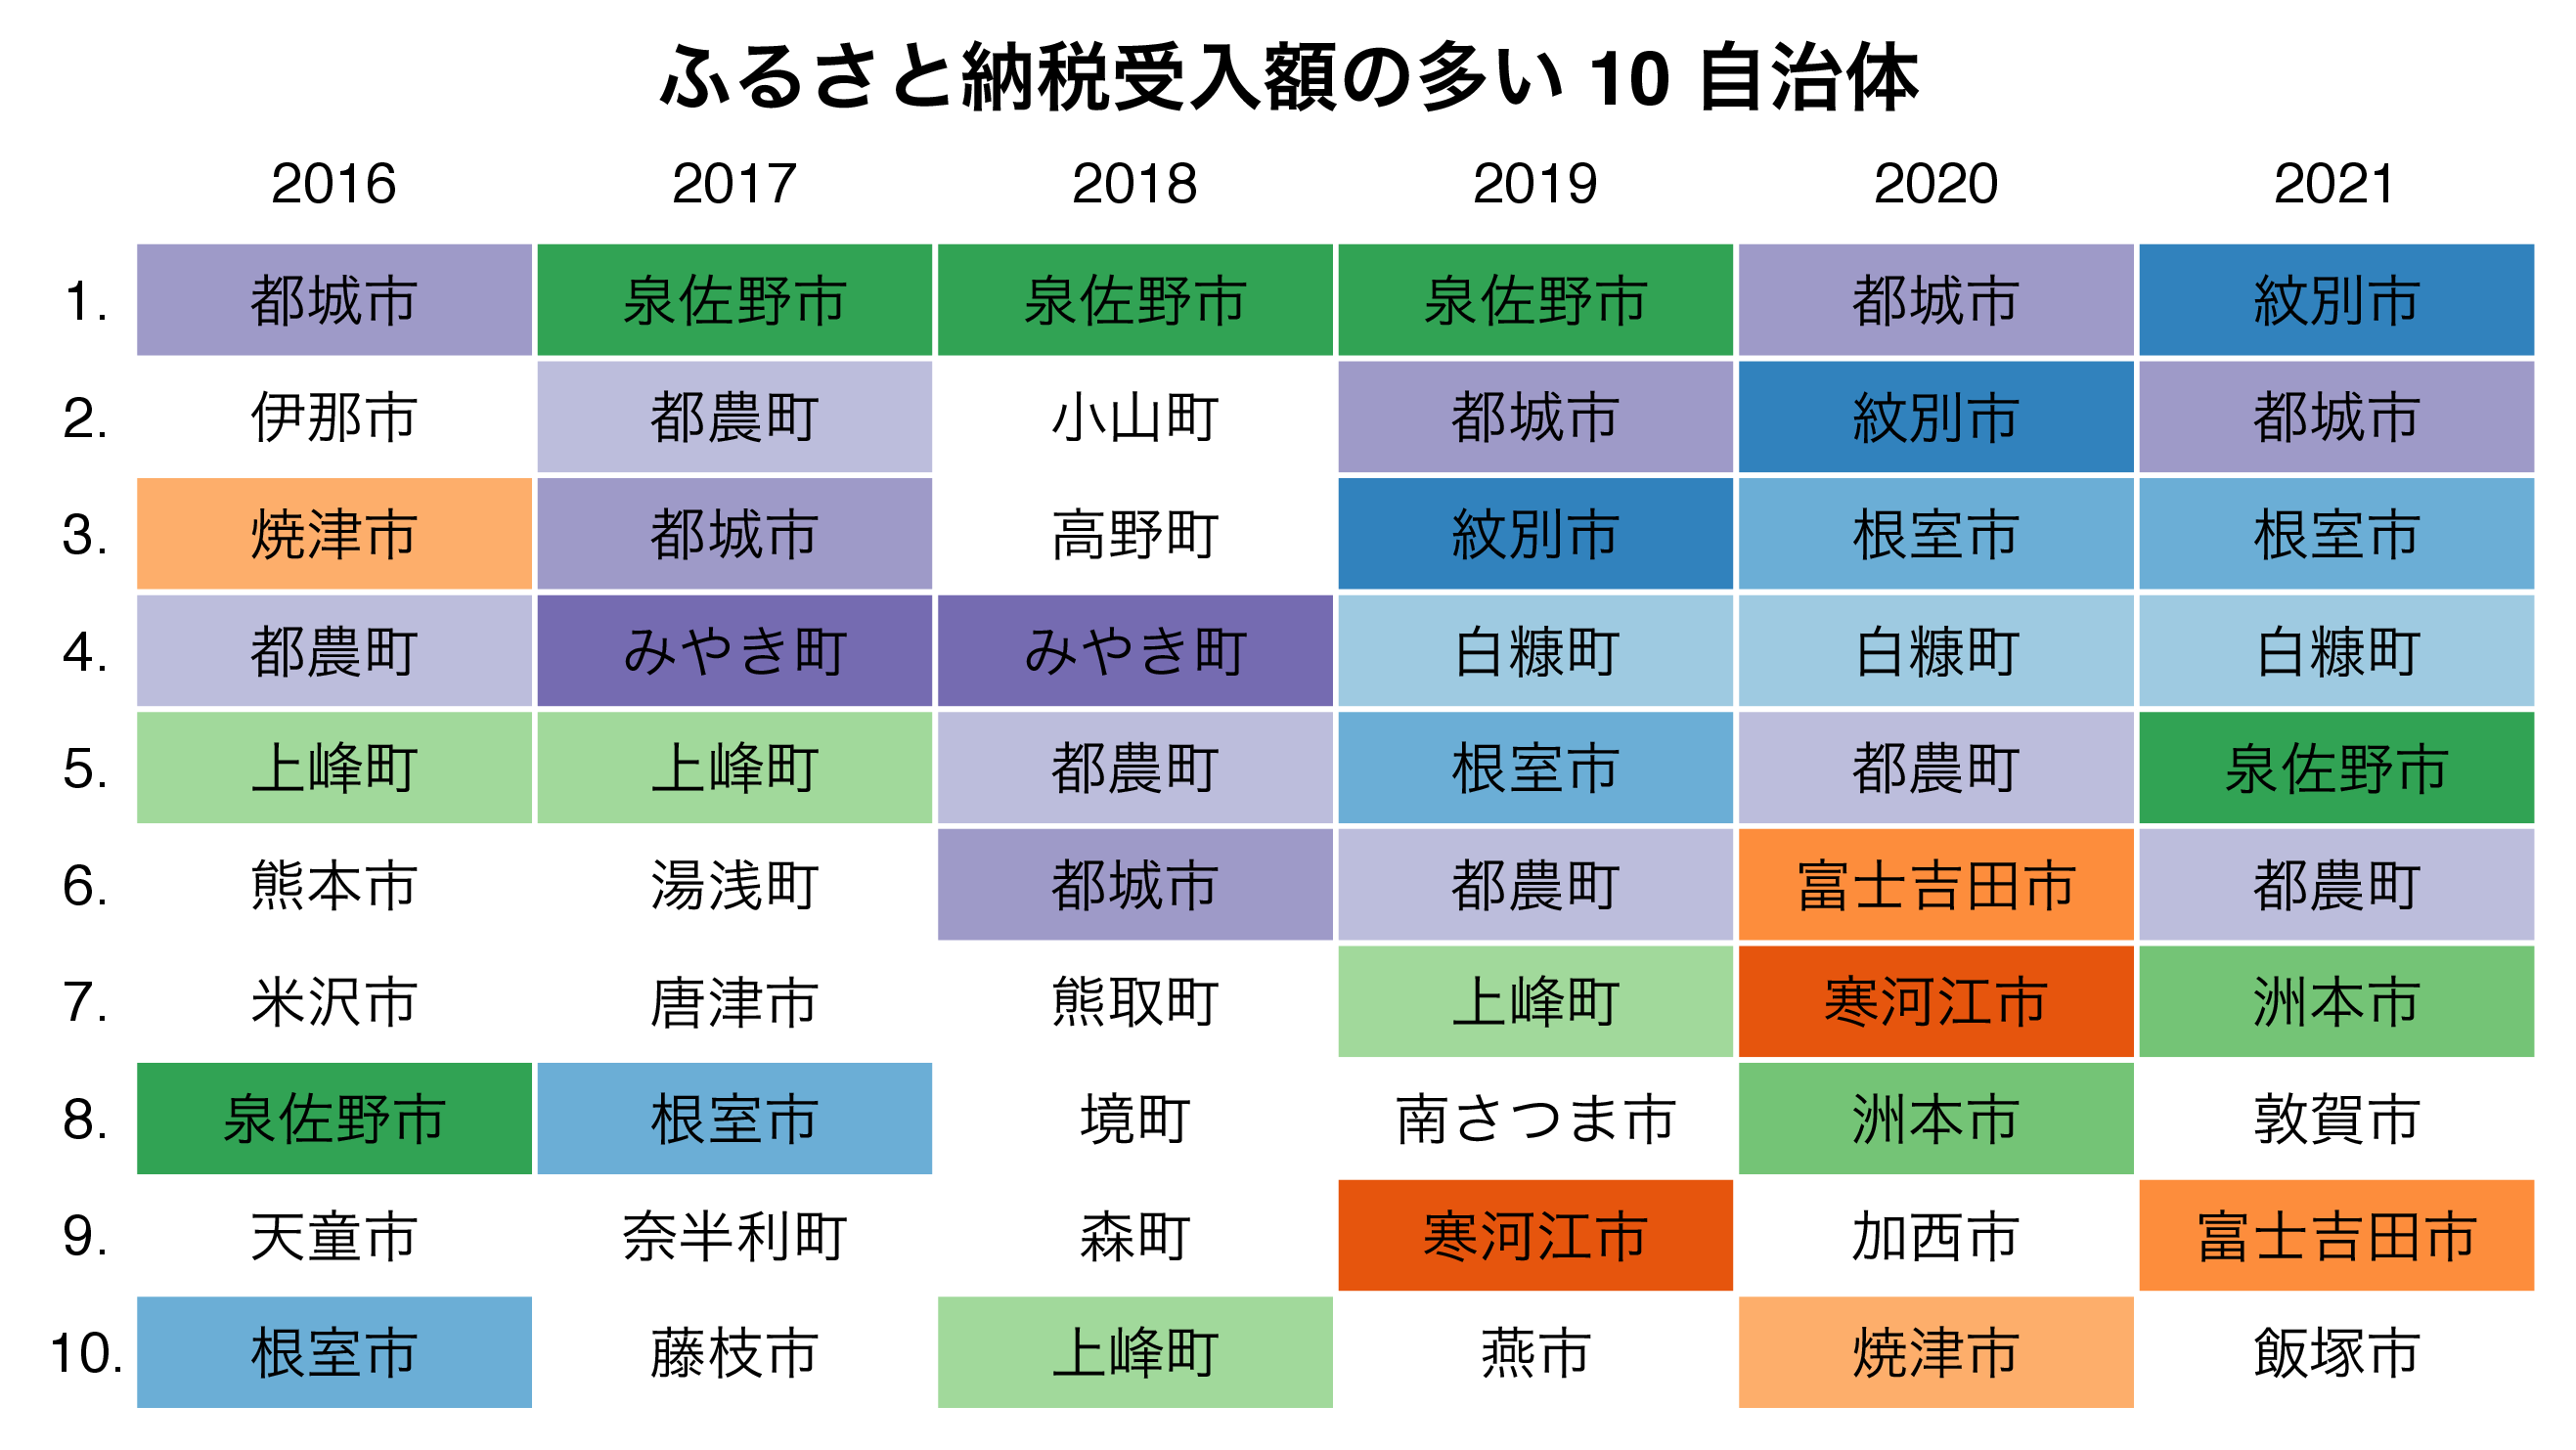 ふるさと納税受入額の多い 10 自治体
2016 2017 2018 2019 2020 2021
1. 都城市 泉佐野市 泉佐野市 泉佐野市 都城市 紋別市
2. 伊那市 都農町 小山町 都城市 紋別市 都城市
3. 焼津市 都城市 高野町 紋別市 根室市 根室市
4. 都農町 みやき町 みやき町 白糠町 白糠町 白糠町
5. 上峰町 上峰町 都農町 根室市 都農町 泉佐野市
6. 熊本市 湯浅町 都城市 都農町 富士吉田市 都農町
7. 米沢市 唐津市 熊取町 上峰町 寒河江市 洲本市
8. 泉佐野市 根室市 境町 南さつま市 洲本市 敦賀市
9. 天童市 奈半利町 森町 寒河江市 加西市 富士吉田市
10. 根室市 藤枝市 上峰町 燕市 焼津市 飯塚市